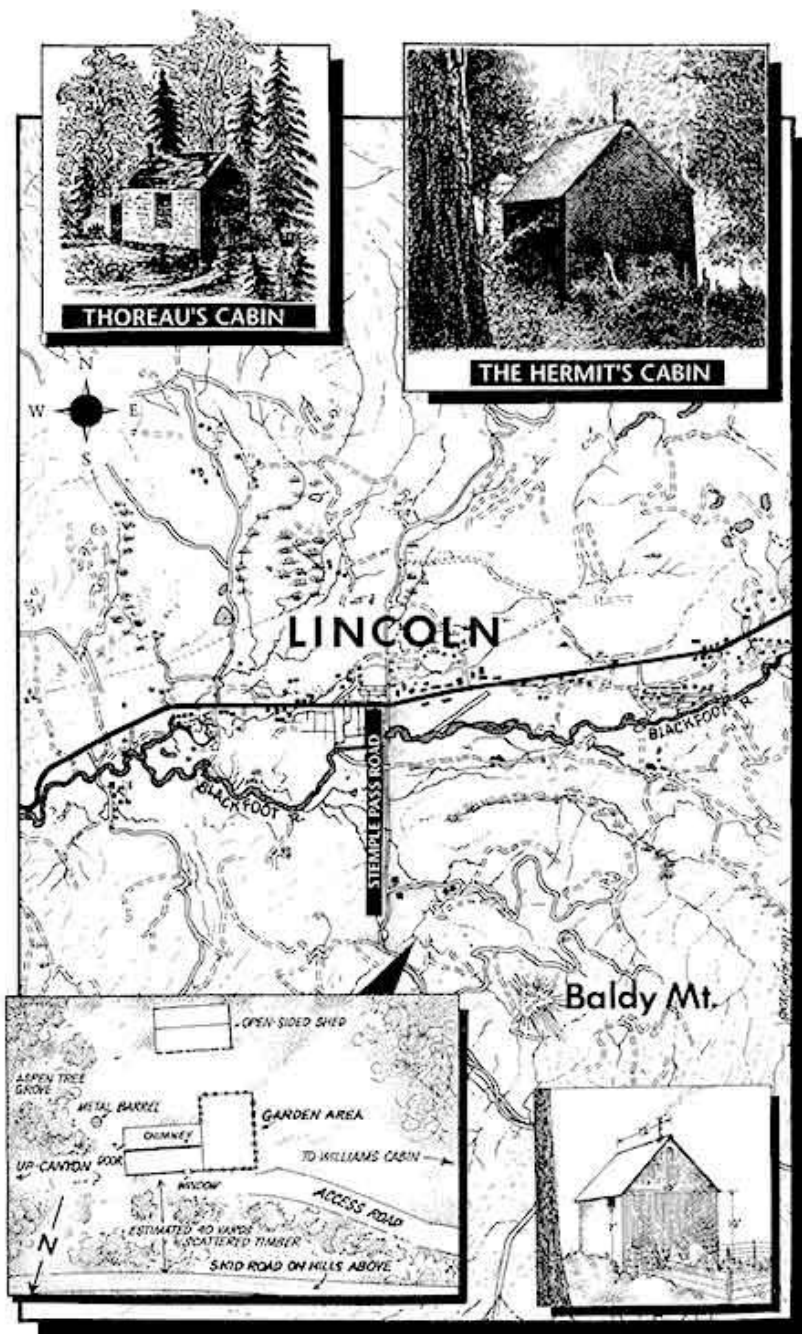 THOREAU'S CABIN
THE HERMIT'S CABIN
N
W
E
S
LINCOLN
BLACKFOOT R.
BLACKFOOT R.
STEMPLE PASS ROAD
Baldy Mt.
OPEN-SIDED SHED
ASPEN TREE
GROVE
METAL BARREL
GARDEN AREA
CHIMNEY
UP-CANYON
DOOR
TO WILLIAMS CABIN
WINDOW
ACCESS ROAD
ESTIMATED 40 YARDS
SCATTERED TIMBER
N
SKID ROAD ON HILLS ABOVE